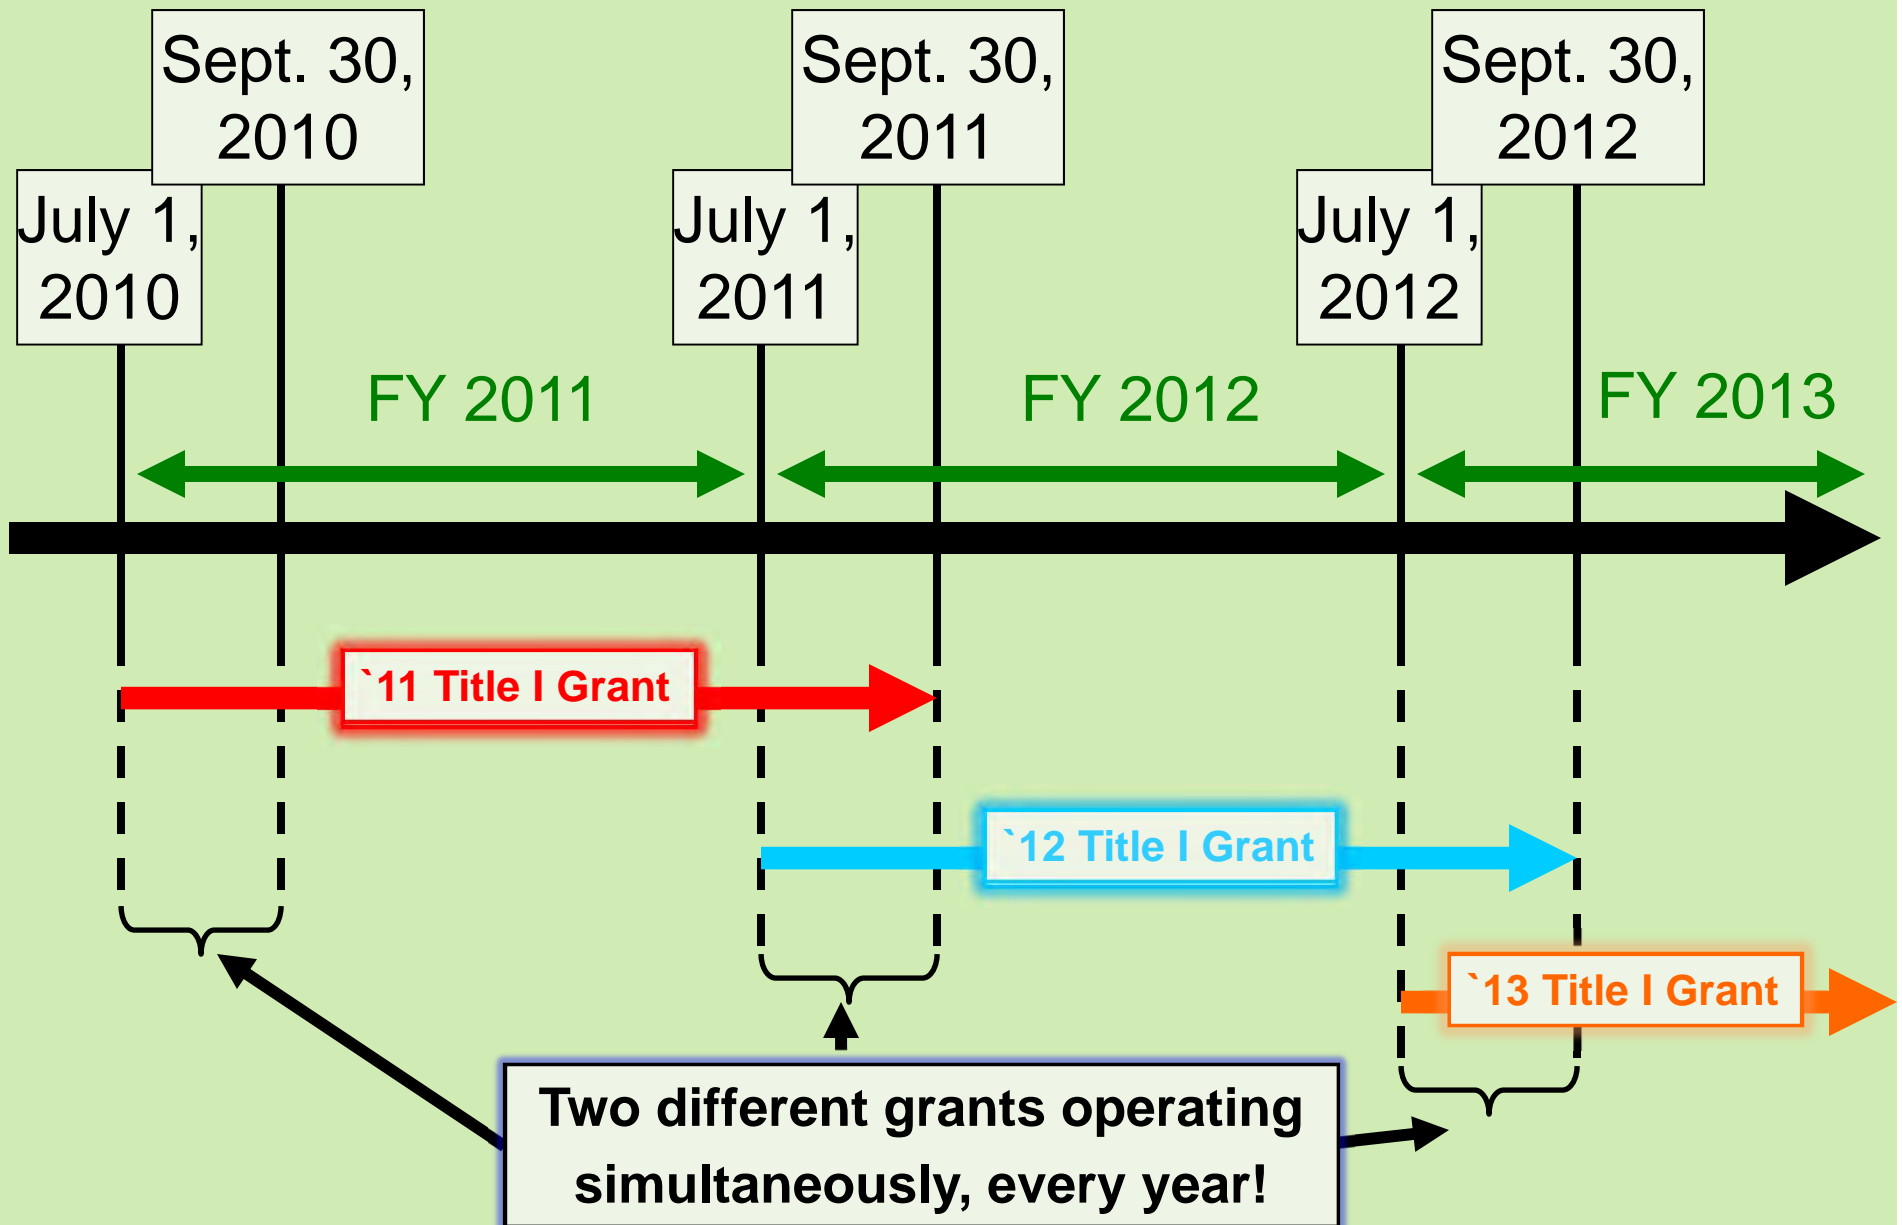 Sept. 30,
2010
Sept. 30,
2011
Sept. 30,
2012
July 1,
2010
July 1,
2011
July 1,
2012
FY 2011
FY 2012
FY 2013
`11 Title I Grant
`12 Title I Grant
`13 Title I Grant
Two different grants operating
simultaneously, every year!